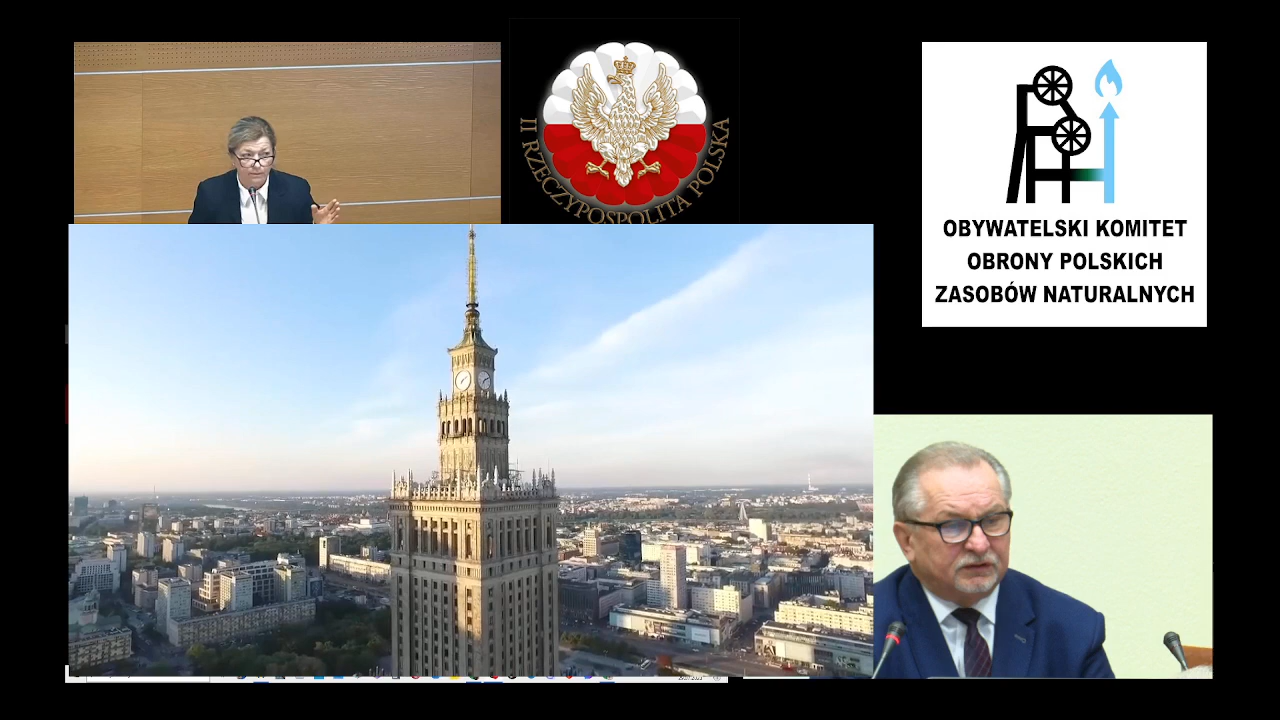 II RZECZYPOSPOLITA POLSKA
OBYWATELSKI KOMITET
OBRONY POLSKICH
ZASOBÓW NATURALNYCH